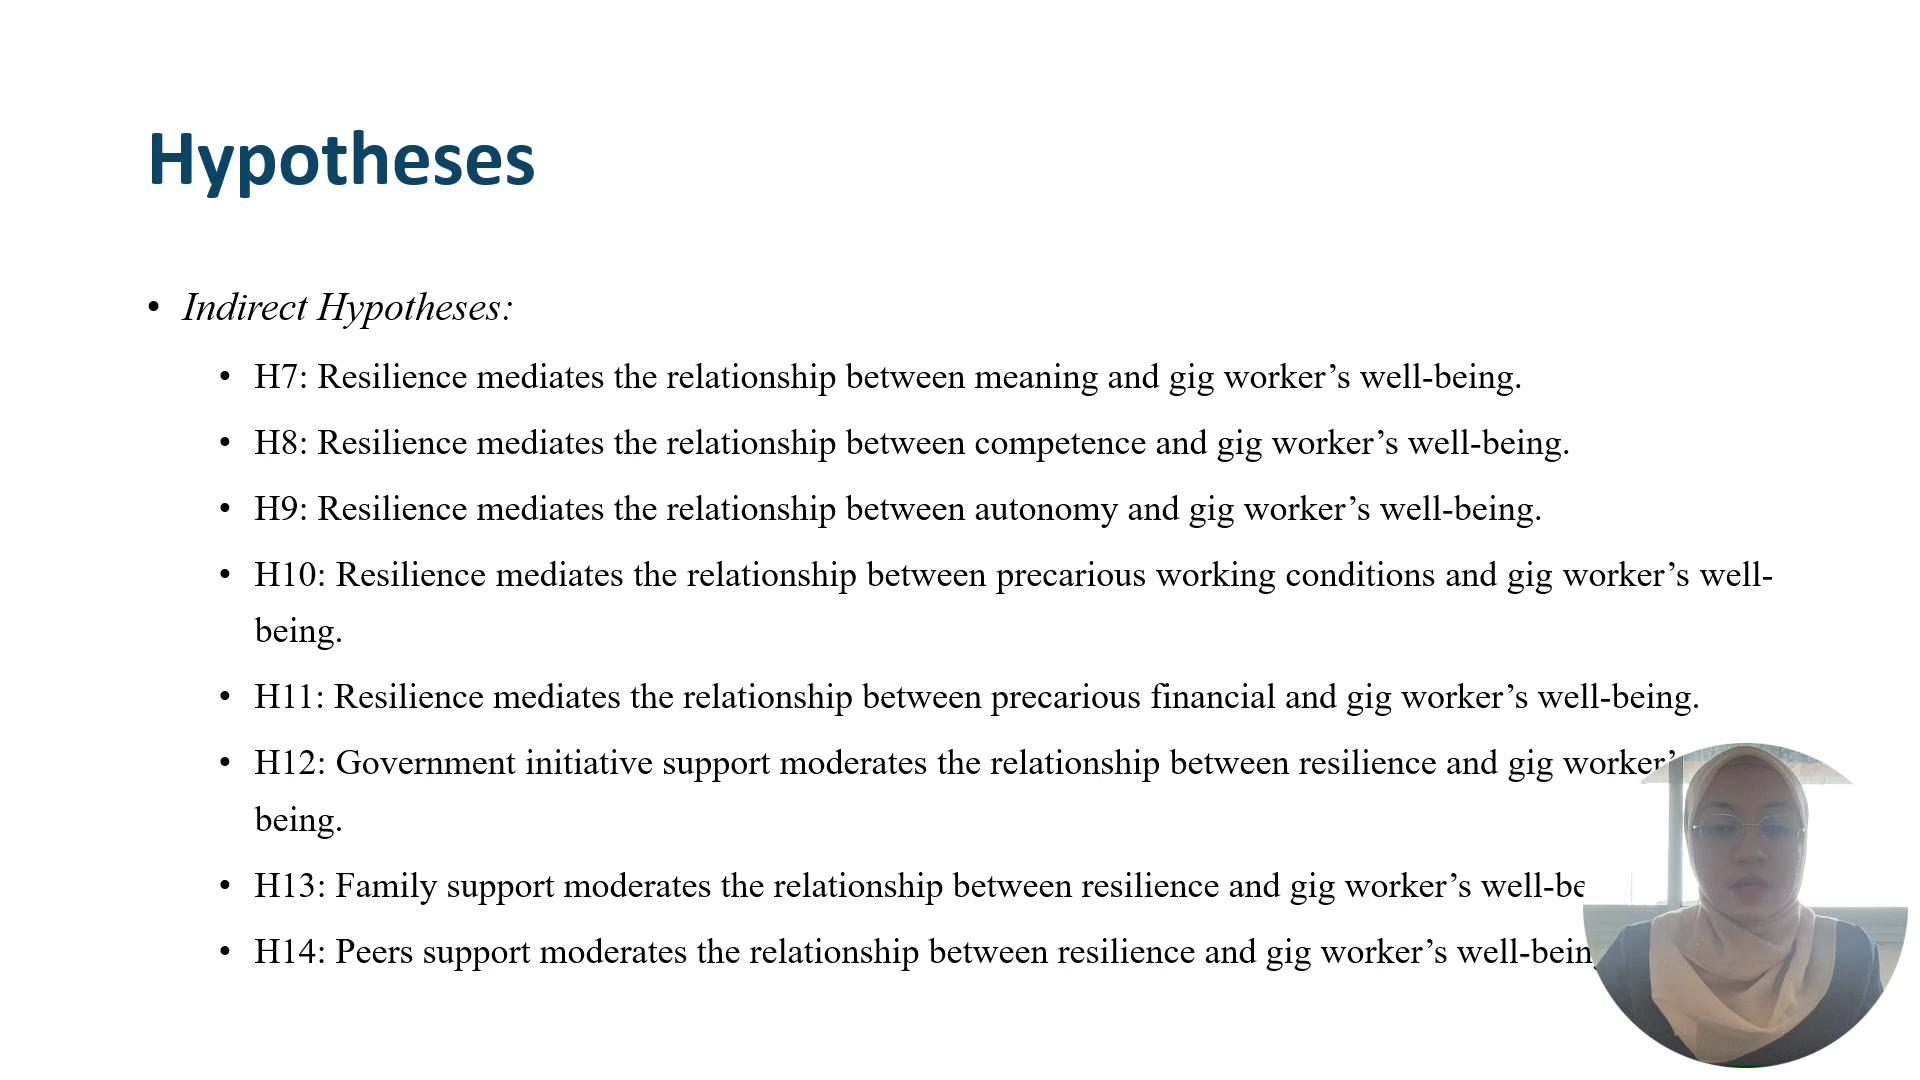 Hypotheses
• Indirect Hypotheses:
• H7: Resilience mediates the relationship between meaning and gig worker’s well-being.
• H8: Resilience mediates the relationship between competence and gig worker’s well-being.
• H9: Resilience mediates the relationship between autonomy and gig worker’s well-being.
• H10: Resilience mediates the relationship between precarious working conditions and gig worker’s well-
being.
• H11: Resilience mediates the relationship between precarious financial and gig worker’s well-being.
• H12: Government initiative support moderates the relationship between resilience and gig worker’
being.
• H13: Family support moderates the relationship between resilience and gig worker’s well-be
• H14: Peers support moderates the relationship between resilience and gig worker’s well-bein